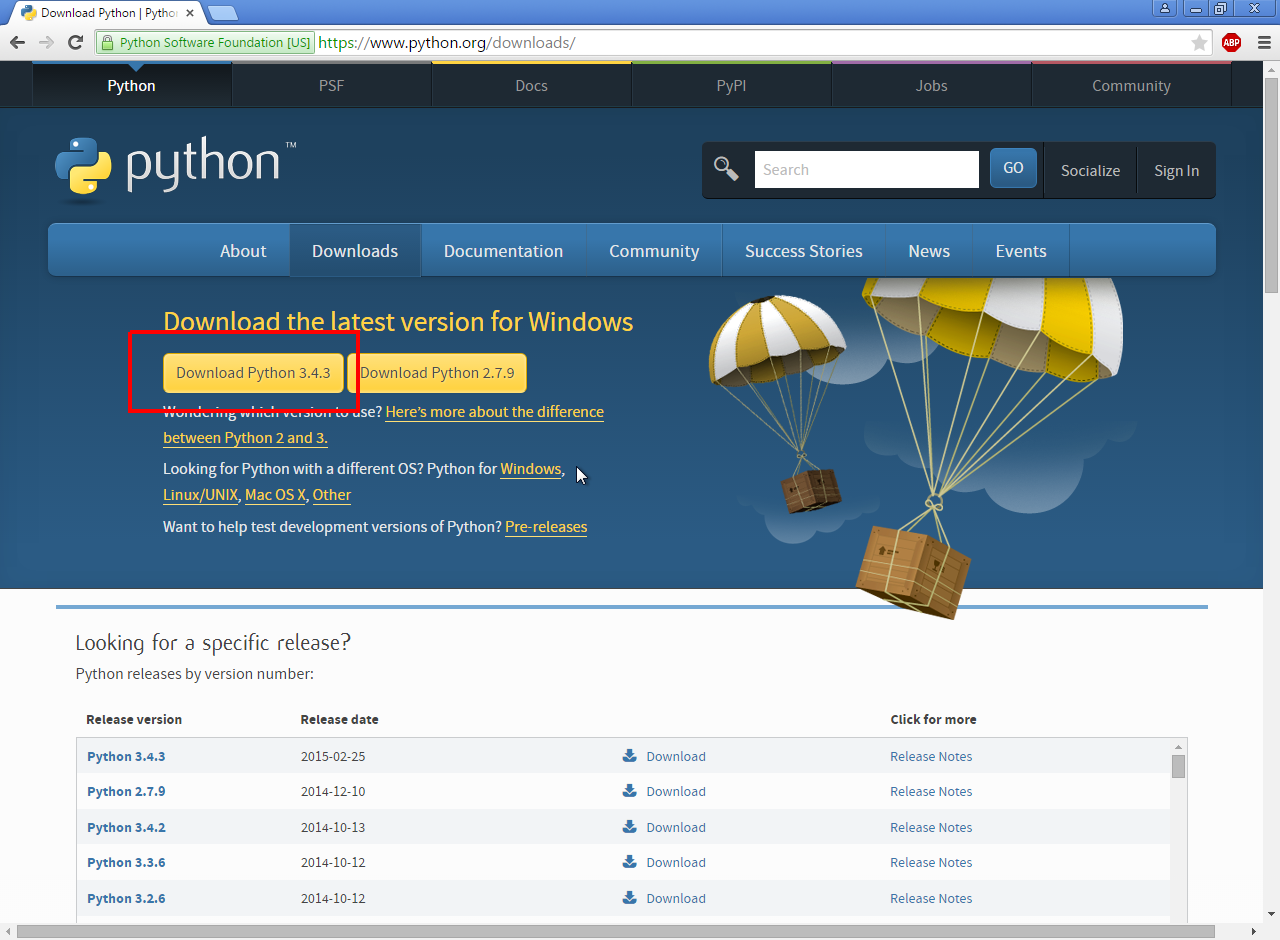 Download Python | Python
Python Software Foundation [US] https://www.python.org/downloads/
ABP
Python PSF Docs PyPI Jobs Community
python™
Search GO Socialize Sign In
About Downloads Documentation Community Success Stories News Events
Download the latest version for Windows
Download Python 3.4.3 Download Python 2.7.9
Wondering which version to use? Here's more about the difference
between Python 2 and 3.
Looking for Python with a different OS? Python for Windows,
Linux/UNIX, Mac OS X, Other
Want to help test development versions of Python? Pre-releases
Looking for a specific release?
Python releases by version number:
Release version Release date Click for more
Python 3.4.3 2015-02-25 Download Release Notes
Python 2.7.9 2014-12-10 Download Release Notes
Python 3.4.2 2014-10-13 Download Release Notes
Python 3.3.6 2014-10-12 Download Release Notes
Python 3.2.6 2014-10-12 Download Release Notes